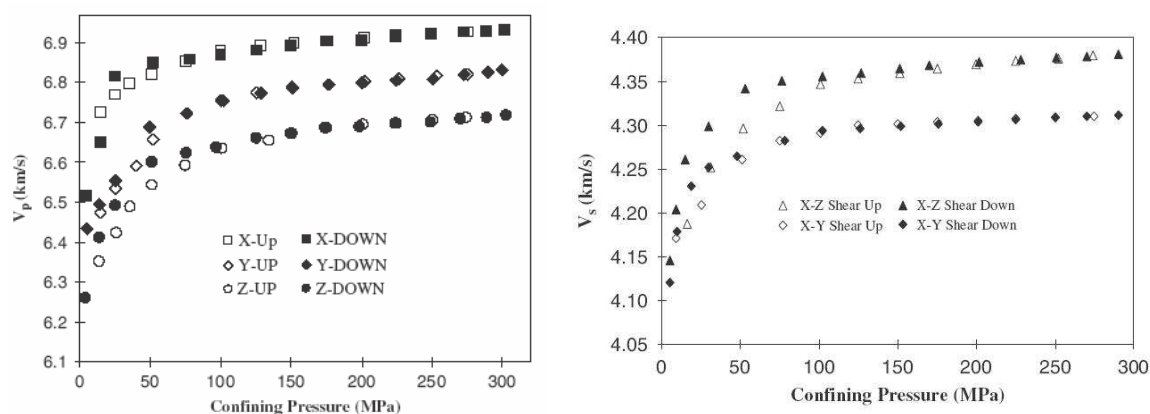 6.9
6.8
6.7
6.6
6.5
6.4
6.3
6.2
6.1
Vp (km/s)
X-Up X-DOWN
Y-UP Y-DOWN
Z-UP Z-DOWN
0 50 100 150 200 250 300
Confining Pressure (MPa)
4.40
4.35
4.30
4.25
4.20
4.15
4.10
4.05
Vs (km/s)
X-Z Shear Up X-Z Shear Down
X-Y Shear Up X-Y Shear Down
0 50 100 150 200 250 300
Confining Pressure (MPa)